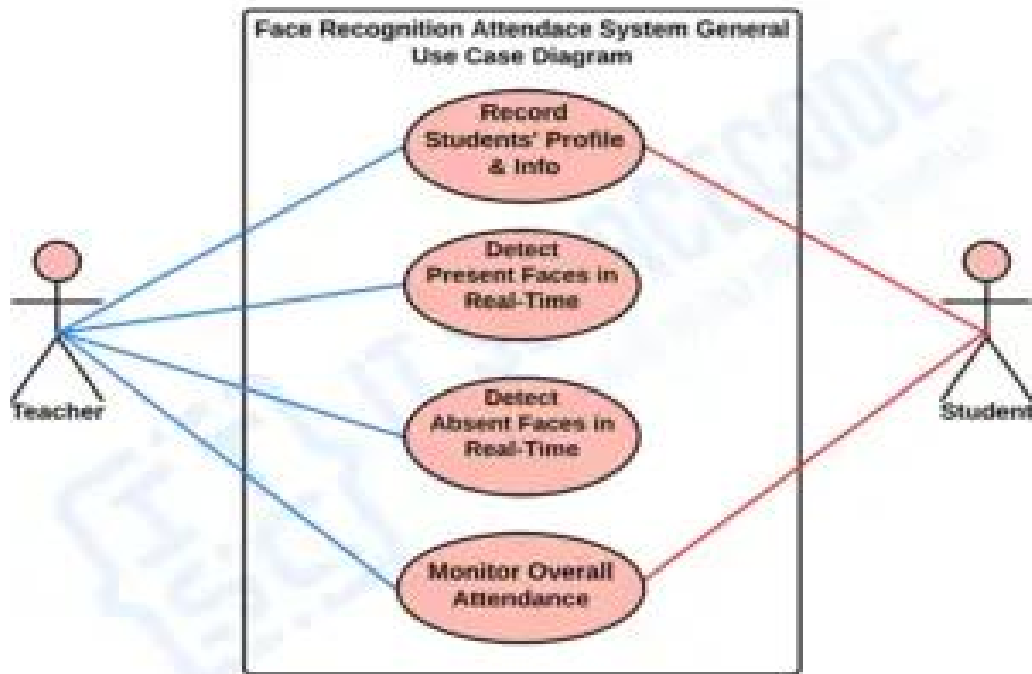 Face Recognition Attendace System General
Use Case Diagram
Record
Students' Profile
& Info
Detect
Present Faces in
Real-Time
Detect
Absent Faces in
Real-Time
Monitor Overall
Attendance
Teacher
Student